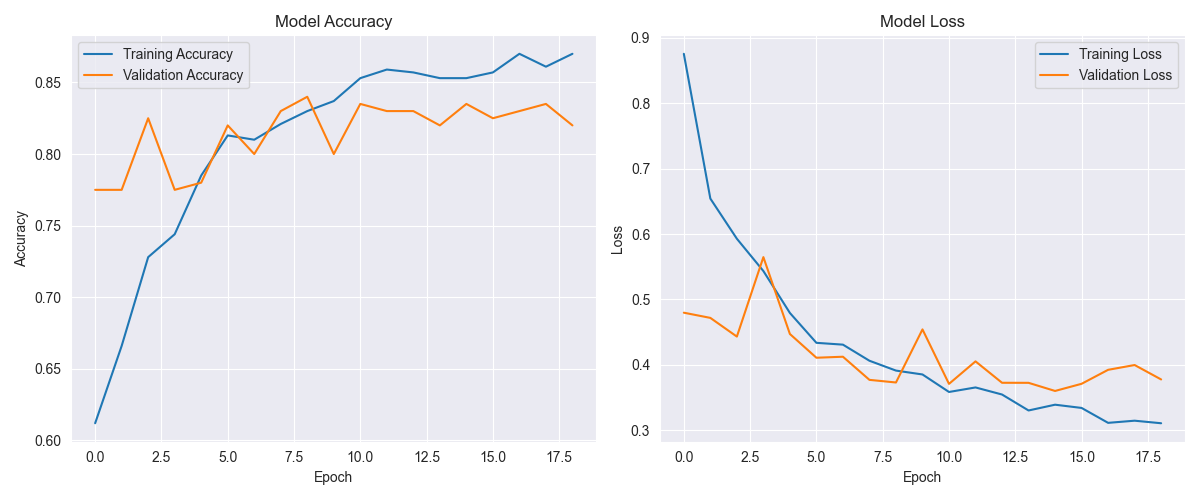 Model Accuracy
Training Accuracy
Validation Accuracy
Accuracy
0.85
0.80
0.75
0.70
0.65
0.60
0.0 2.5 5.0 7.5 10.0 12.5 15.0 17.5
Epoch
Model Loss
Training Loss
Validation Loss
Loss
0.9
0.8
0.7
0.6
0.5
0.4
0.3
0.0 2.5 5.0 7.5 10.0 12.5 15.0 17.5
Epoch